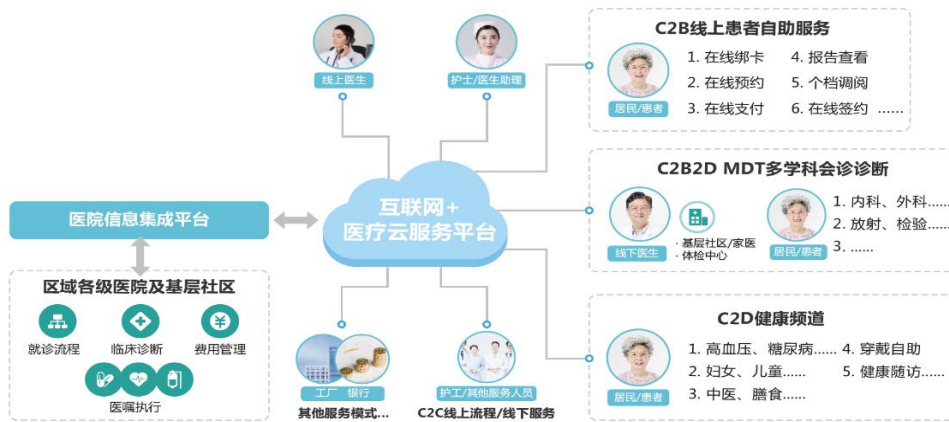 线上医生
护士/医生助理
C2B线上患者自助服务
1. 在线绑卡
2. 在线预约
3. 在线支付
4. 报告查看
5. 个档调阅
6. 在线签约 ......
居民/患者
医院信息集成平台
互联网+
医疗云服务平台
C2B2D MDT多学科会诊诊断
线下医生
· 基层社区/家医
· 体检中心
居民/患者
1. 内科、外科......
2. 放射、检验......
3. ......
区域各级医院及基层社区
就诊流程
临床诊断
费用管理
医嘱执行
工厂 银行
其他服务模式...
护工/其他服务人员
C2C线上流程/线下服务
C2D健康频道
居民/患者
1. 高血压、糖尿病......
2. 妇女、儿童......
3. 中医、膳食......
4. 穿戴自助
5. 健康随访......